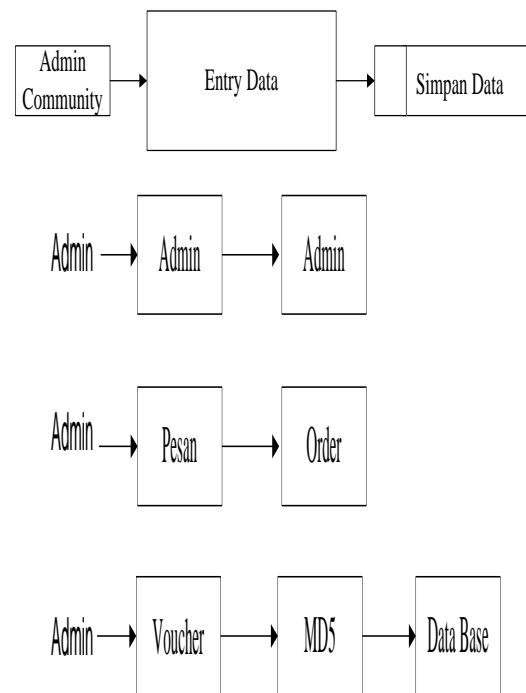 Admin
Community
Entry Data
Simpan Data
Admin
Admin
Admin
Admin
Pesan
Order
Admin
Voucher
MD5
Data Base